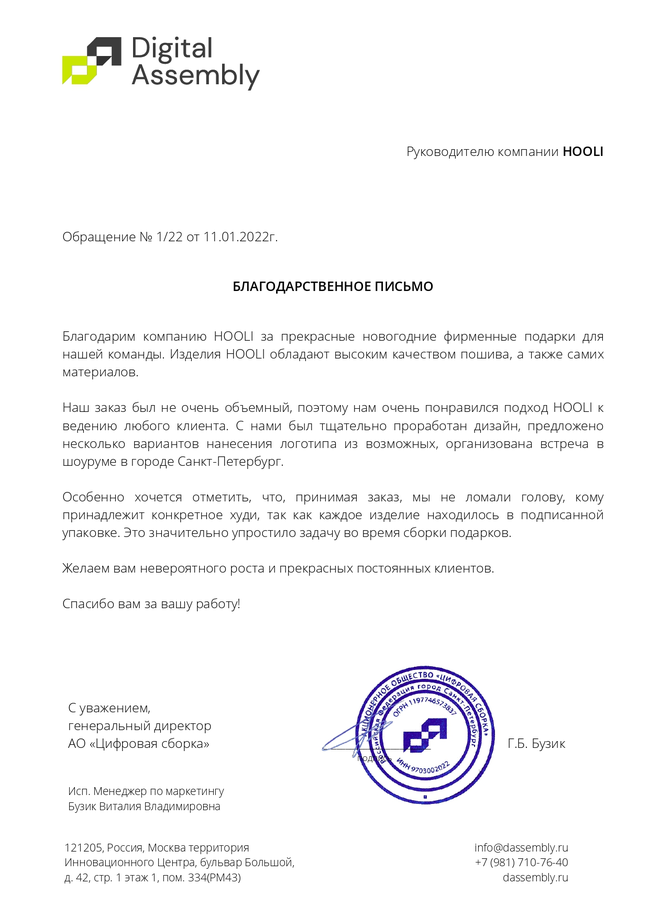 Digital
Assembly
Руководителю компании HOOLI
Обращение № 1/22 от 11.01.2022г.
БЛАГОДАРСТВЕННОЕ ПИСЬМО
Благодарим компанию HOOLI за прекрасные новогодние фирменные подарки для
нашей команды. Изделия HOOLI обладают высоким качеством пошива, а также самих
материалов.
Наш заказ был не очень объемный, поэтому нам очень понравился подход HOOLI к
ведению любого клиента. С нами был тщательно проработан дизайн, предложено
несколько вариантов нанесения логотипа из возможных, организована встреча в
шоуруме в городе Санкт-Петербург.
Особенно хочется отметить, что, принимая заказ, мы не ломали голову, кому
принадлежит конкретное худи, так как каждое изделие находилось в подписанной
упаковке. Это значительно упростило задачу во время сборки подарков.
Желаем вам невероятного роста и прекрасных постоянных клиентов.
Спасибо вам за вашу работу!
С уважением,
генеральный директор
АО «Цифровая сборка»
АКЦИОНЕРНОЕ ОБЩЕСТВО «ЦИФРОВАЯ СБОРКА»
Российская Федерация город Санкт-Петербург
ОГРН 1197746573837
ИНН 9703002022
Г.Б. Бузик
Исп. Менеджер по маркетингу
Бузик Виталия Владимировна
121205, Россия, Москва территория
Инновационного Центра, бульвар Большой,
д. 42, стр. 1 этаж 1, пом. 334(РМ43)
info@dassembly.ru
+7 (981) 710-76-40
dassembly.ru